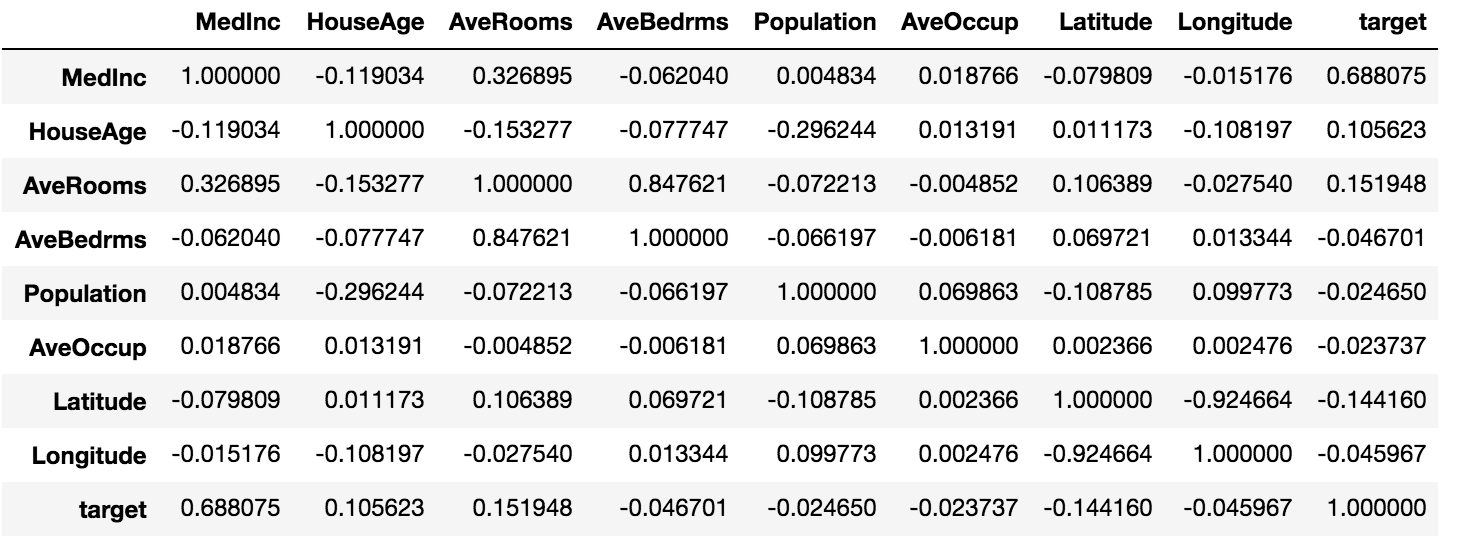 MedInc HouseAge AveRooms AveBedrms Population AveOccup Latitude Longitude target
MedInc 1.000000 -0.119034 0.326895 -0.062040 0.004834 0.018766 -0.079809 -0.015176 0.688075
HouseAge -0.119034 1.000000 -0.153277 -0.077747 -0.296244 0.013191 0.011173 -0.108197 0.105623
AveRooms 0.326895 -0.153277 1.000000 0.847621 -0.072213 -0.004852 0.106389 -0.027540 0.151948
AveBedrms -0.062040 -0.077747 0.847621 1.000000 -0.066197 -0.006181 0.069721 0.013344 -0.046701
Population 0.004834 -0.296244 -0.072213 -0.066197 1.000000 0.069863 -0.108785 0.099773 -0.024650
AveOccup 0.018766 0.013191 -0.004852 -0.006181 0.069863 1.000000 0.002366 0.002476 -0.023737
Latitude -0.079809 0.011173 0.106389 0.069721 -0.108785 0.002366 1.000000 -0.924664 -0.144160
Longitude -0.015176 -0.108197 -0.027540 0.013344 0.099773 0.002476 -0.924664 1.000000 -0.045967
target 0.688075 0.105623 0.151948 -0.046701 -0.024650 -0.023737 -0.144160 -0.045967 1.000000